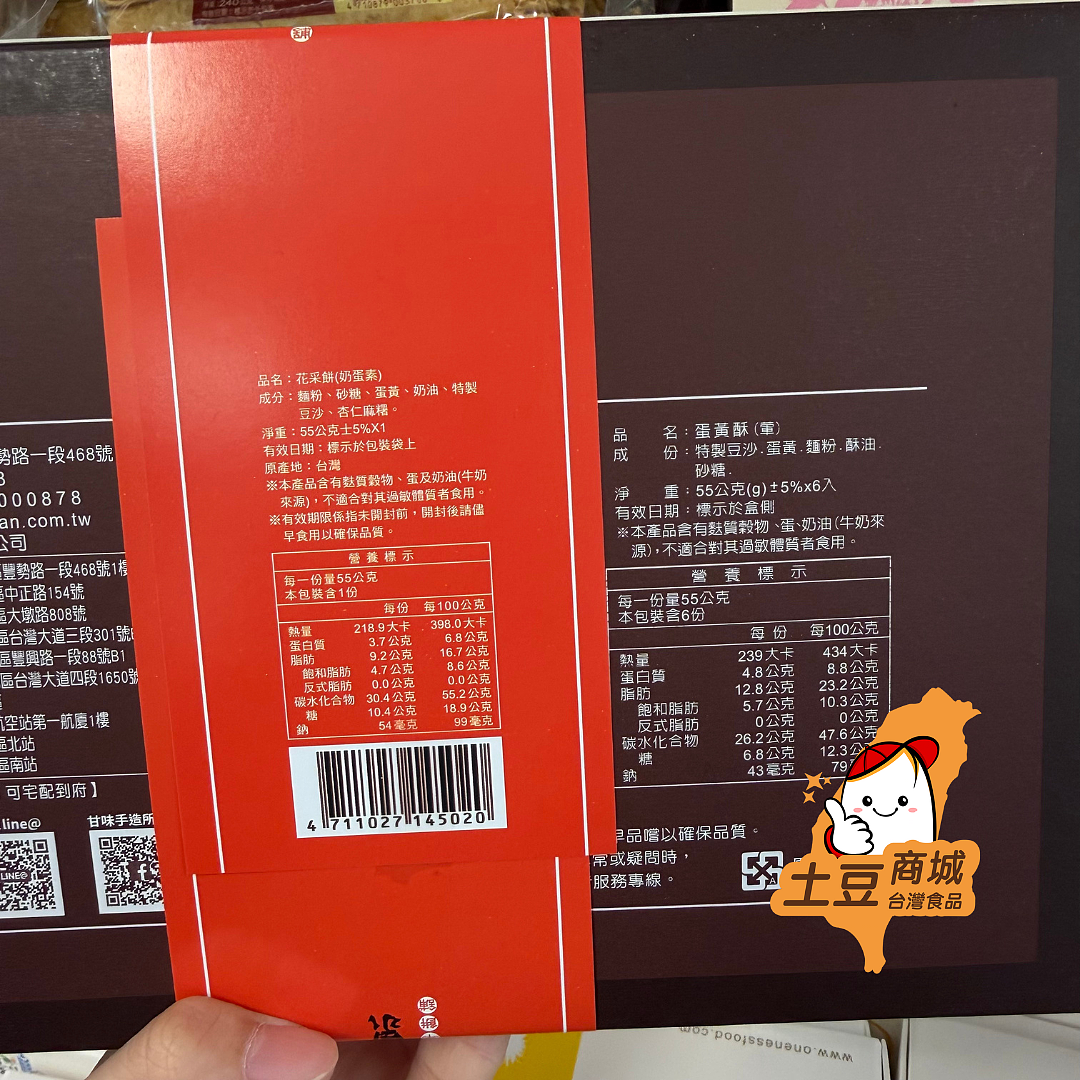 勢路一段468號
000878
an.com.tw
公司
豐勢路一段468號1樓
中正路154號
區大墩路808號
區台灣大道三段301號
區豐興路一段88號B1
區台灣大道四段1650號
航空站第一航廈1樓
區北站
區南站
可宅配到府】
line@
甘味手造所
LINE@
品名：花采餅(奶蛋素)
成分：麵粉、砂糖、蛋黃、奶油、特製
豆沙、杏仁麻糬。
淨重：55公克±5%X1
有效日期：標示於包裝袋上
原產地：台灣
※本產品含有麩質穀物、蛋及奶油(牛奶
來源)，不適合對其過敏體質者食用。
※有效期限係指未開封前，開封後請儘
早食用以確保品質。
營養標示
每一份量55公克
本包裝含1份
每份 每100公克
熱量 218.9大卡 398.0大卡
蛋白質 3.7公克 6.8公克
脂肪 9.2公克 16.7公克
飽和脂肪 4.7公克 8.6公克
反式脂肪 0.0公克 0.0公克
碳水化合物 30.4公克 55.2公克
糖 10.4公克 18.9公克
鈉 54毫克 99毫克
4 711027 145020
餅
舖
品 名：蛋黃酥(葷)
成 份：特製豆沙.蛋黃.麵粉.酥油.
砂糖.
淨 重：55公克(g)±5%x6入
有效日期：標示於盒側
※本產品含有麩質穀物、蛋、奶油(牛奶來
源)，不適合對其過敏體質者食用。
營養標示
每一份量55公克
本包裝含6份
每份 每100公克
熱量 239大卡 434大卡
蛋白質 4.8公克 8.8公克
脂肪 12.8公克 23.2公克
飽和脂肪 5.7公克 10.3公克
反式脂肪 0公克 0公克
碳水化合物 26.2公克 47.6公克
糖 6.8公克 12.3公
鈉 43毫克 79
早品嚐以確保品質。
常或疑問時，
服務專線。
土豆商城
台灣食品
www.onenessfood.com